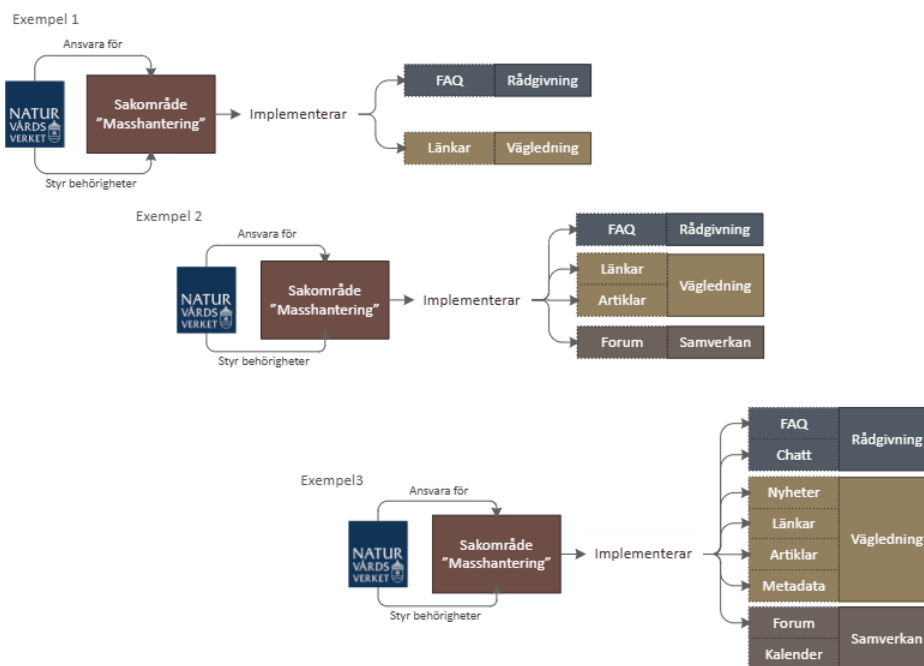 Exempel 1
Ansvara för
NATUR
VÅRDS
VERKET
Sakområde
”Masshantering”
Styr behörigheter
Implementerar
FAQ Rådgivning
Länkar Vägledning
Exempel 2
Ansvara för
NATUR
VÅRDS
VERKET
Sakområde
”Masshantering”
Styr behörigheter
Implementerar
FAQ Rådgivning
Länkar
Artiklar
Vägledning
Forum Samverkan
Exempel3
Ansvara för
NATUR
VÅRDS
VERKET
Sakområde
”Masshantering”
Styr behörigheter
Implementerar
FAQ
Chatt
Rådgivning
Nyheter
Länkar
Artiklar
Metadata
Vägledning
Forum
Kalender
Samverkan